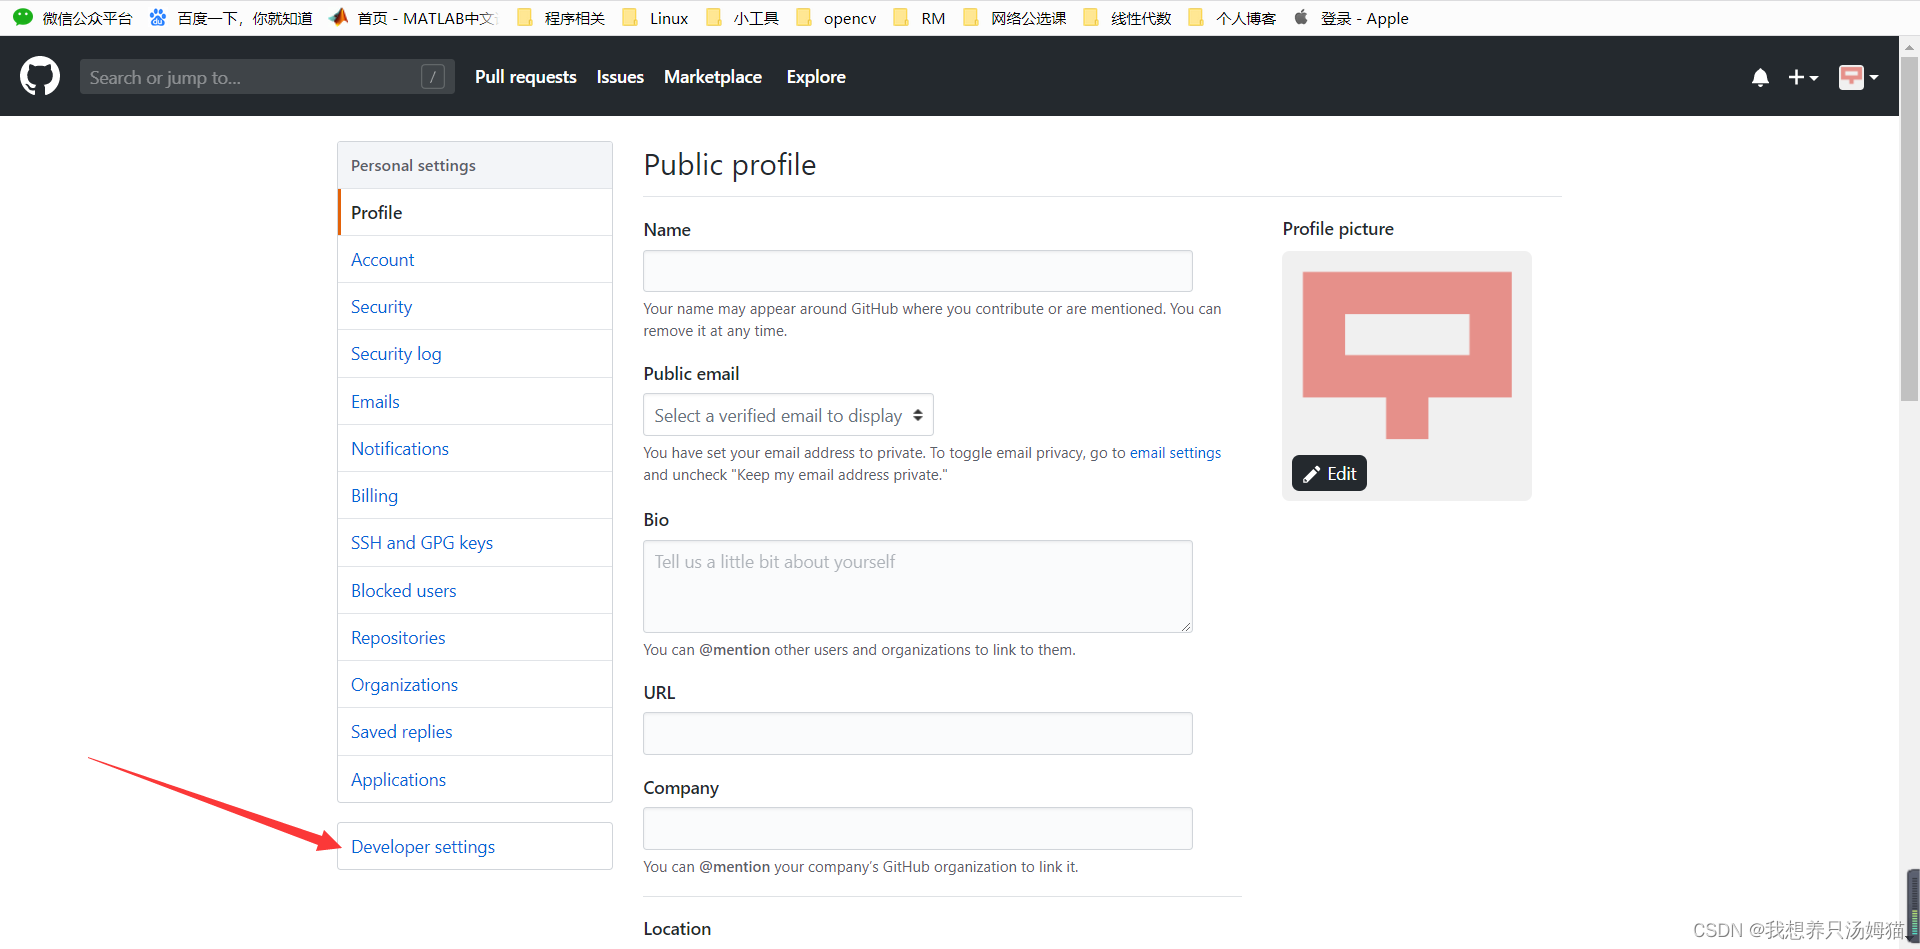 微信公众平台 百度一下，你就知道 首页 - MATLAB中文 程序相关 Linux 小工具 opencv RM 网络公选课 线性代数 个人博客 登录 - Apple
Search or jump to... / Pull requests Issues Marketplace Explore
Personal settings
Profile
Account
Security
Security log
Emails
Notifications
Billing
SSH and GPG keys
Blocked users
Repositories
Organizations
Saved replies
Applications
Developer settings
Public profile
Name
Your name may appear around GitHub where you contribute or are mentioned. You can
remove it at any time.
Public email
Select a verified email to display
You have set your email address to private. To toggle email privacy, go to email settings
and uncheck "Keep my email address private."
Bio
Tell us a little bit about yourself
You can @mention other users and organizations to link to them.
URL
Company
You can @mention your company's GitHub organization to link it.
Location
Profile picture
Edit
CSDN @我想养只汤姆猫